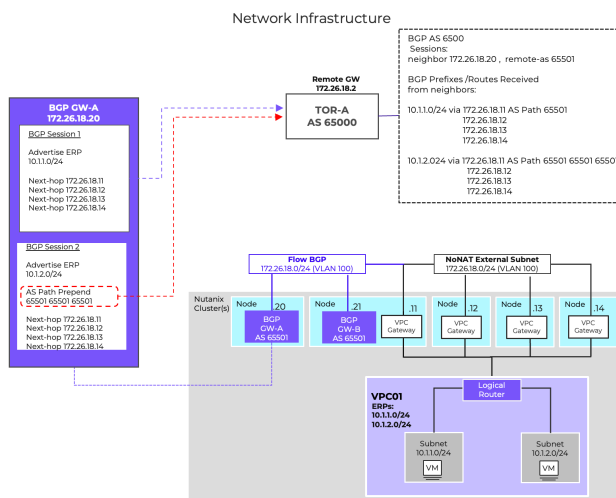 Network Infrastructure
BGP AS 6500
Sessions:
neighbor 172.26.18.20 , remote-as 65501
BGP Prefixes /Routes Received
from neighbors:
10.1.1.0/24 via 172.26.18.11 AS Path 65501
172.26.18.12
172.26.18.13
172.26.18.14
10.1.2.024 via 172.26.18.11 AS Path 65501 65501 65501
172.26.18.12
172.26.18.13
172.26.18.14
Remote GW
172.26.18.2
TOR-A
AS 65000
BGP GW-A
172.26.18.20
BGP Session 1
Advertise ERP
10.1.1.0/24
Next-hop 172.26.18.11
Next-hop 172.26.18.12
Next-hop 172.26.18.13
Next-hop 172.26.18.14
BGP Session 2
Advertise ERP
10.1.2.0/24
AS Path Prepend
65501 65501 65501
Next-hop 172.26.18.11
Next-hop 172.26.18.12
Next-hop 172.26.18.13
Next-hop 172.26.18.14
Flow BGP
172.26.18.0/24 (VLAN 100)
NoNAT External Subnet
172.26.18.0/24 (VLAN 100)
Nutanix
Cluster(s)
Node .20
BGP
GW-A
AS 65501
Node .21
BGP
GW-B
AS 65501
.11
VPC
Gateway
Node .12
VPC
Gateway
Node .13
VPC
Gateway
Node .14
VPC
Gateway
VPC01
ERPs:
10.1.1.0/24
10.1.2.0/24
Logical
Router
Subnet
10.1.1.0/24
VM
Subnet
10.1.2.0/24
VM